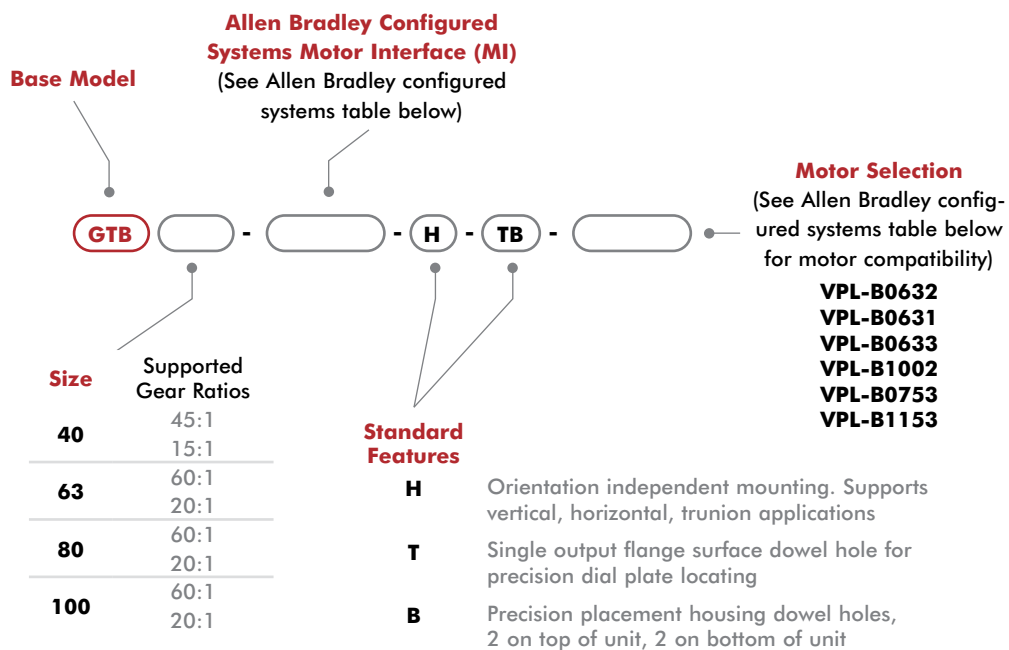 Allen Bradley Configured
Systems Motor Interface (MI)
(See Allen Bradley configured
systems table below)
Base Model
Motor Selection
(See Allen Bradley config-
ured systems table below
for motor compatibility)
VPL-B0632
VPL-B0631
VPL-B0633
VPL-B1002
VPL-B0753
VPL-B1153
GTB - - H - TB -
Size
Supported
Gear Ratios
40
45:1
15:1
63
60:1
20:1
80
60:1
20:1
100
60:1
20:1
Standard
Features
H
Orientation independent mounting. Supports
vertical, horizontal, trunion applications
T
Single output flange surface dowel hole for
precision dial plate locating
B
Precision placement housing dowel holes,
2 on top of unit, 2 on bottom of unit